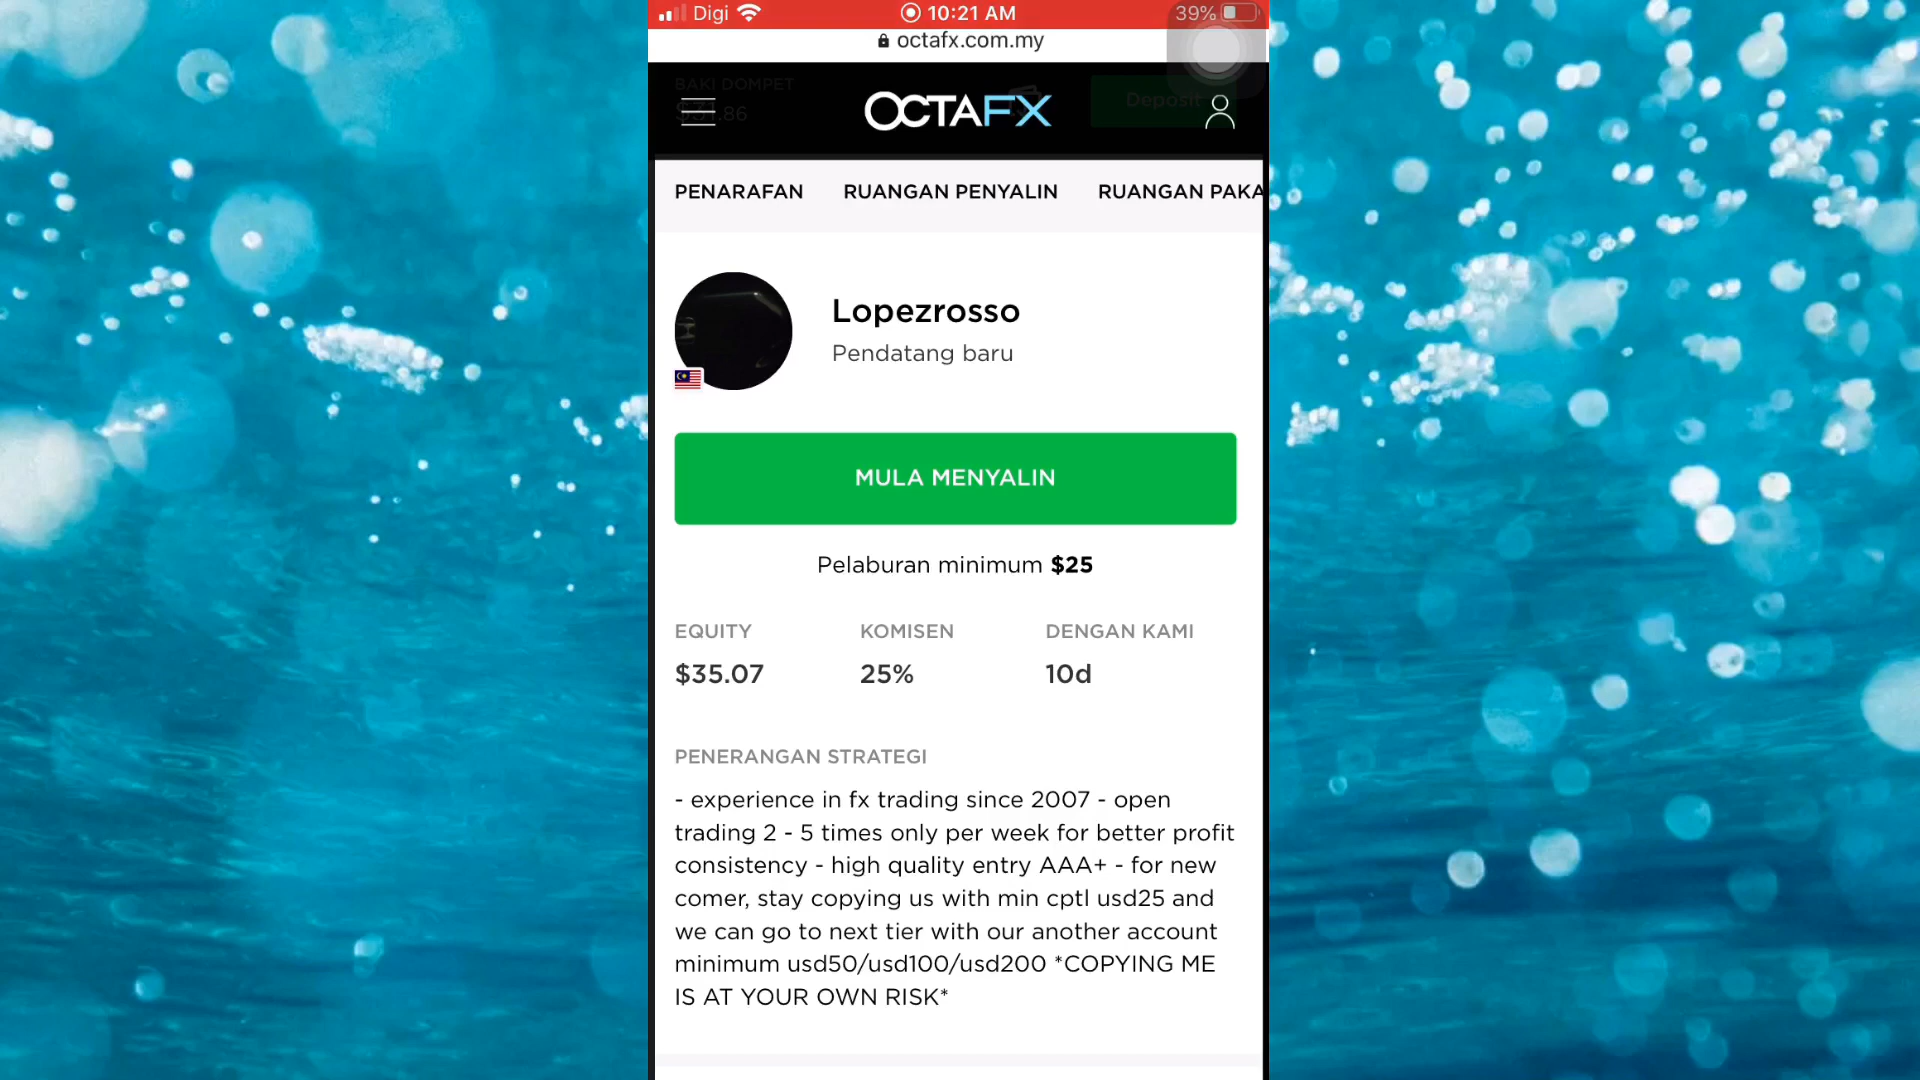 Digi 10:21 AM 39%
octafx.com.my
BAKI DOMPET
Deposit
OCTAFX
PENARAFAN RUANGAN PENYALIN RUANGAN PAKA
Lopezrosso
Pendatang baru
MULA MENYALIN
Pelaburan minimum $25
EQUITY KOMISEN DENGAN KAMI
$35.07 25% 10d
PENERANGAN STRATEGI
- experience in fx trading since 2007 - open
trading 2 - 5 times only per week for better profit
consistency - high quality entry AAA+ - for new
comer, stay copying us with min cptl usd25 and
we can go to next tier with our another account
minimum usd50/usd100/usd200 *COPYING ME
IS AT YOUR OWN RISK*